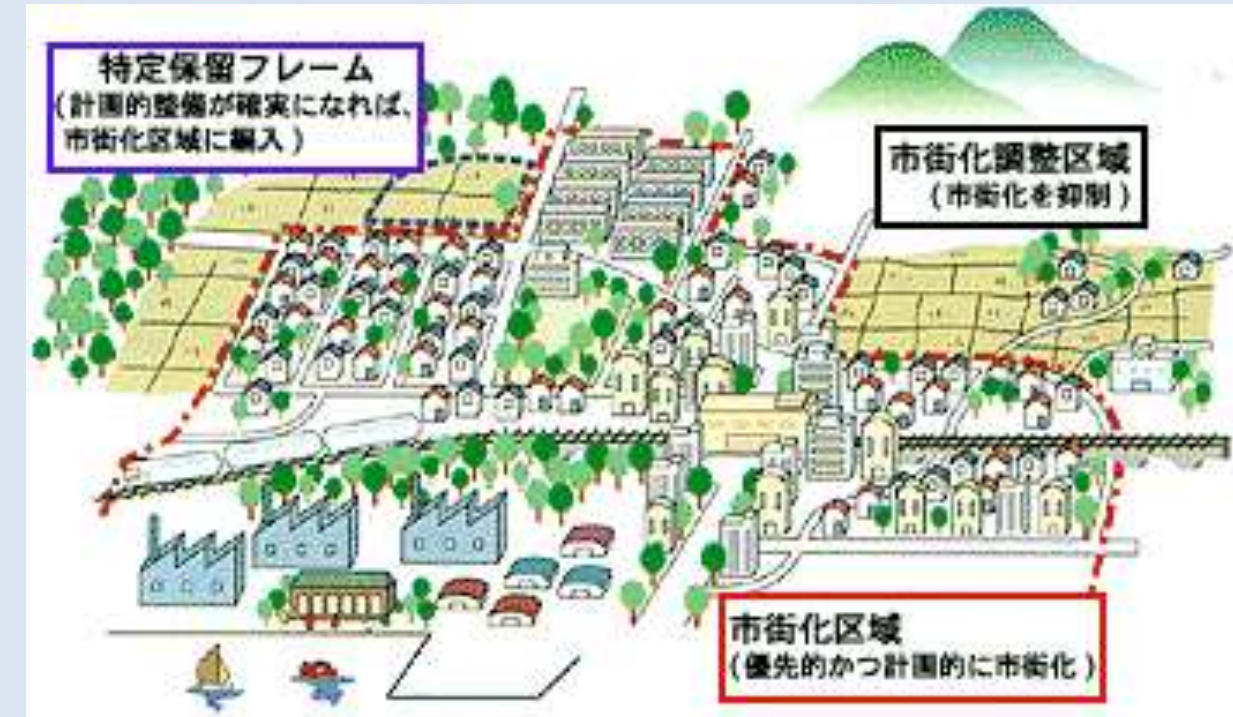 特定保留フレーム
(計画的整備が確実になれば、
市街化区域に編入)
市街化調整区域
(市街化を抑制)
市街化区域
(優先的かつ計画的に市街化)